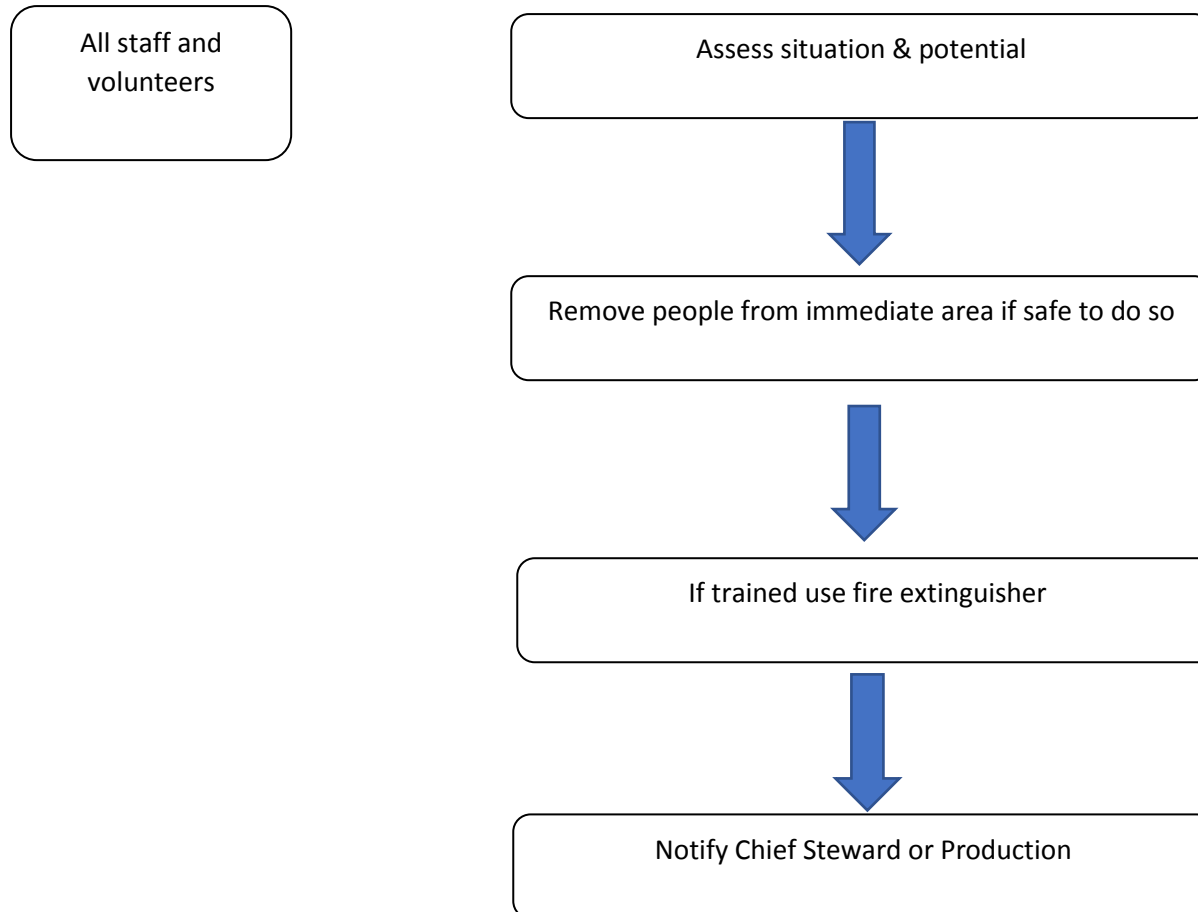 All staff and
volunteers
Assess situation & potential
Remove people from immediate area if safe to do so
If trained use fire extinguisher
Notify Chief Steward or Production